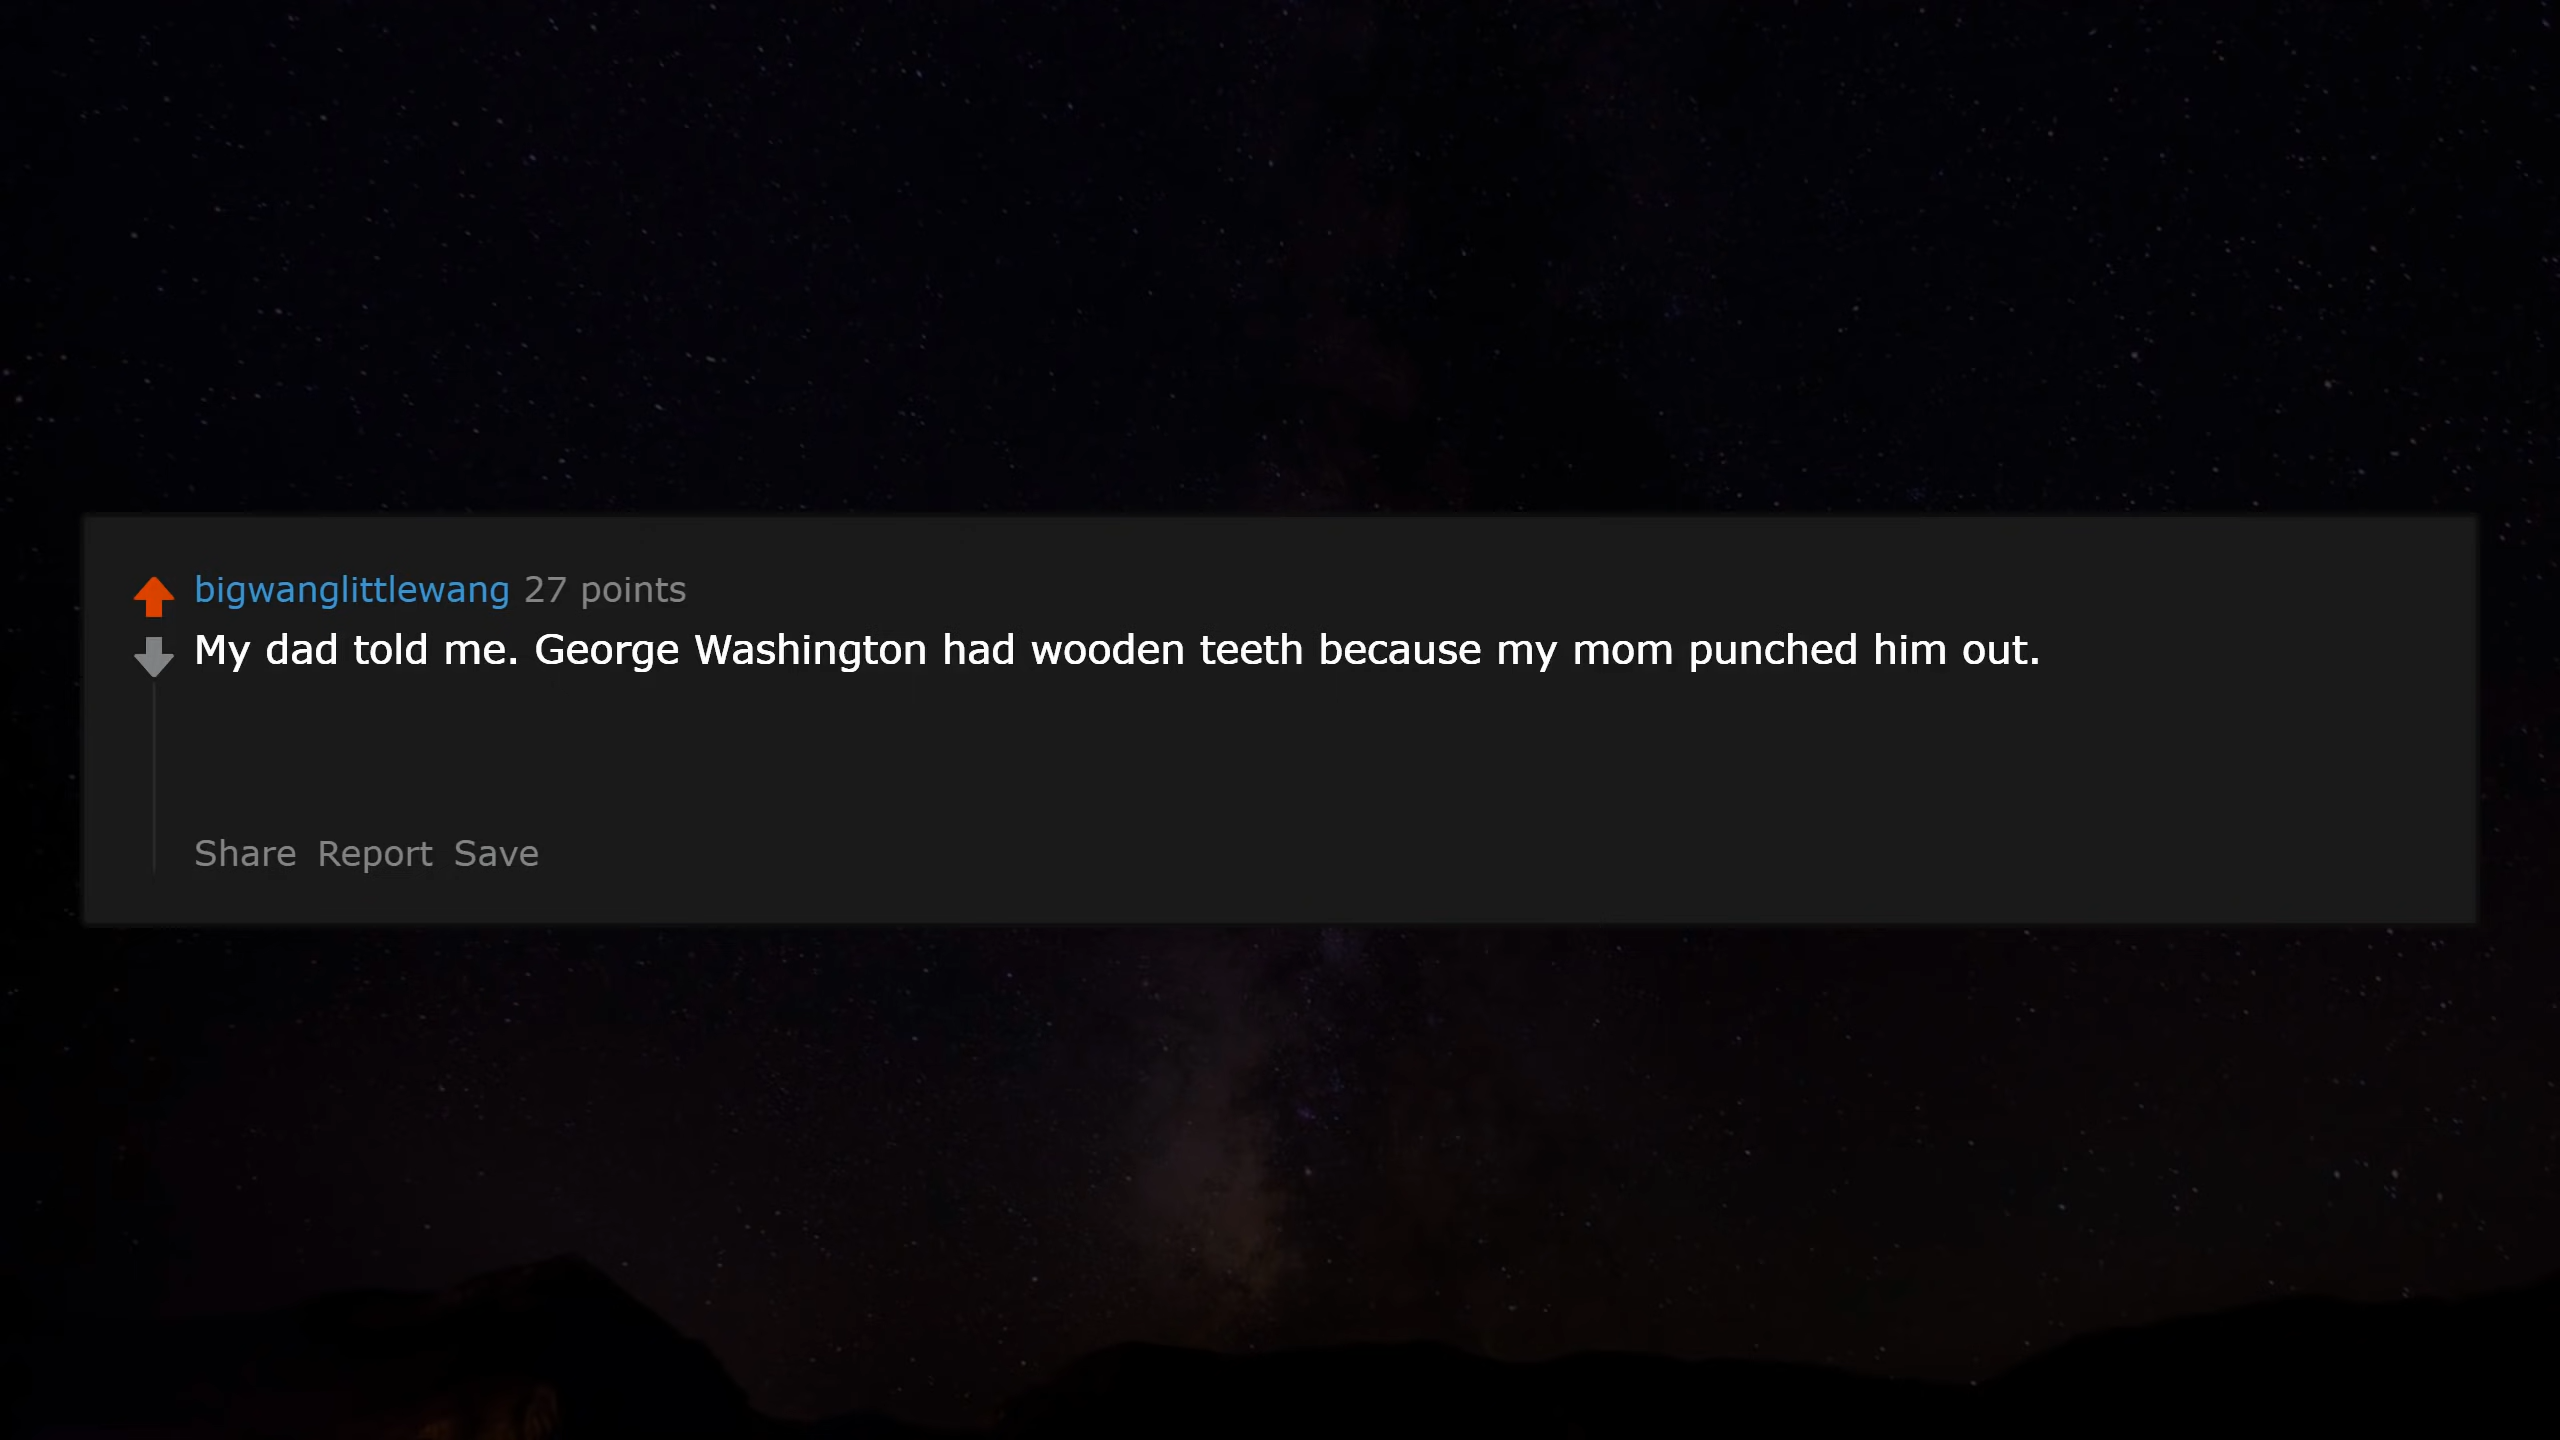 bigwanglittlewang 27 points
My dad told me. George Washington had wooden teeth because my mom punched him out.
Share Report Save